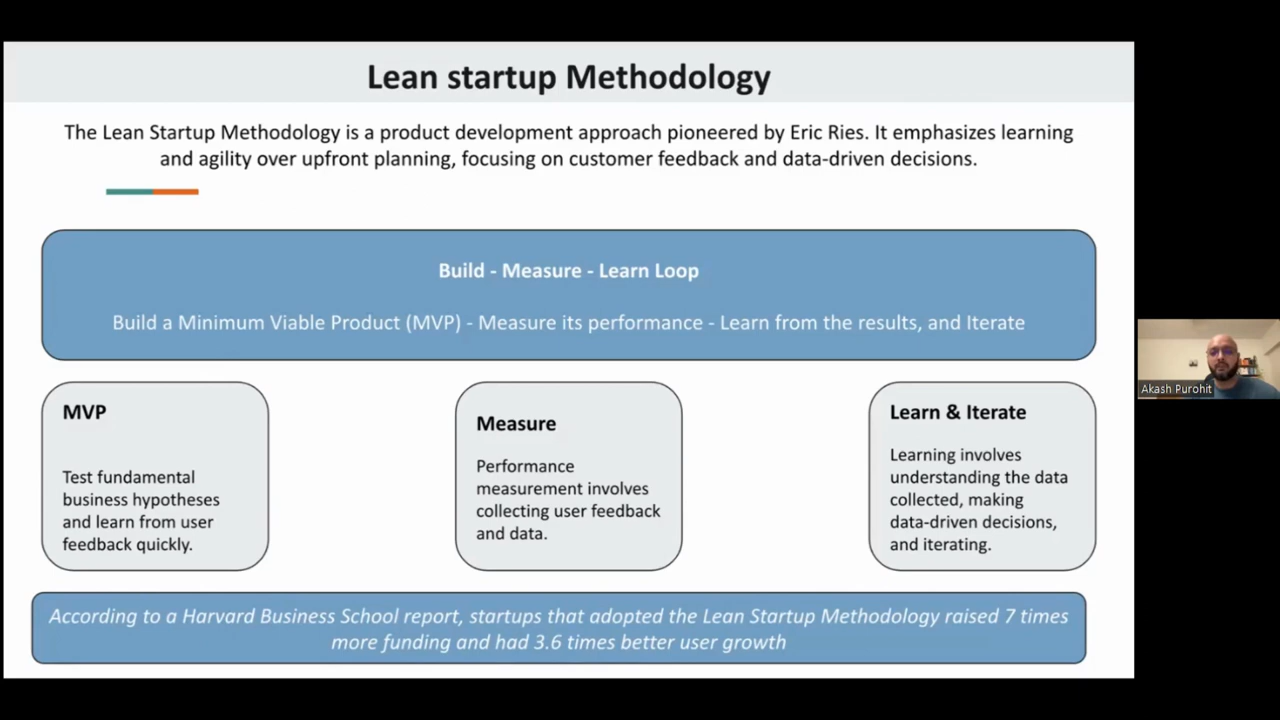 Lean startup Methodology
The Lean Startup Methodology is a product development approach pioneered by Eric Ries. It emphasizes learning
and agility over upfront planning, focusing on customer feedback and data-driven decisions.
Build - Measure - Learn Loop
Build a Minimum Viable Product (MVP) - Measure its performance - Learn from the results, and Iterate
MVP
Test fundamental
business hypotheses
and learn from user
feedback quickly.
Measure
Performance
measurement involves
collecting user feedback
and data.
Learn & Iterate
Learning involves
understanding the data
collected, making
data-driven decisions,
and iterating.
According to a Harvard Business School report, startups that adopted the Lean Startup Methodology raised 7 times
more funding and had 3.6 times better user growth
Akash Purohit